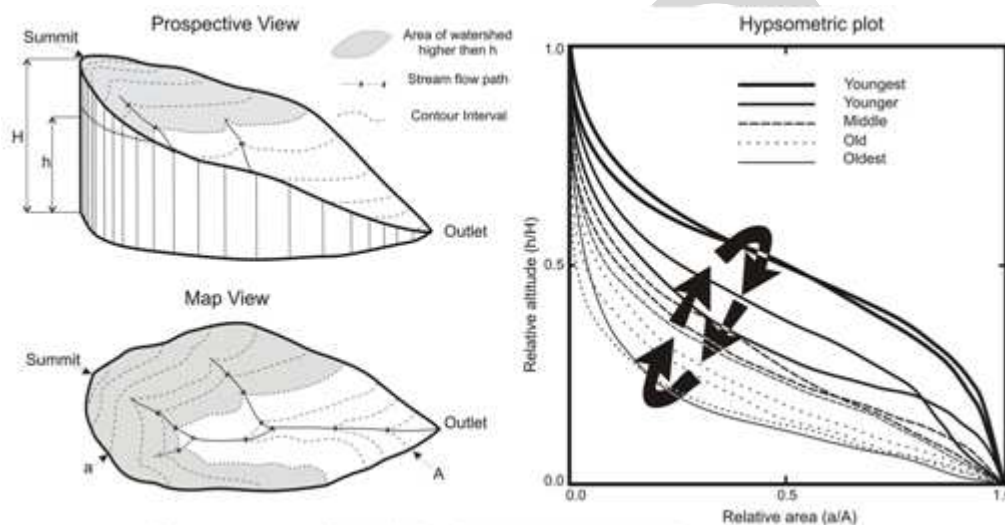 Prospective View
Summit
H
h
Outlet
Area of watershed
higher then h
Stream flow path
Contour Interval
Map View
Summit
Outlet
a
A
Hypsometric plot
Youngest
Younger
Middle
Old
Oldest
Relative altitude (h/H)
1.0
0.5
0.0
0.0
0.5
1.0
Relative area (a/A)